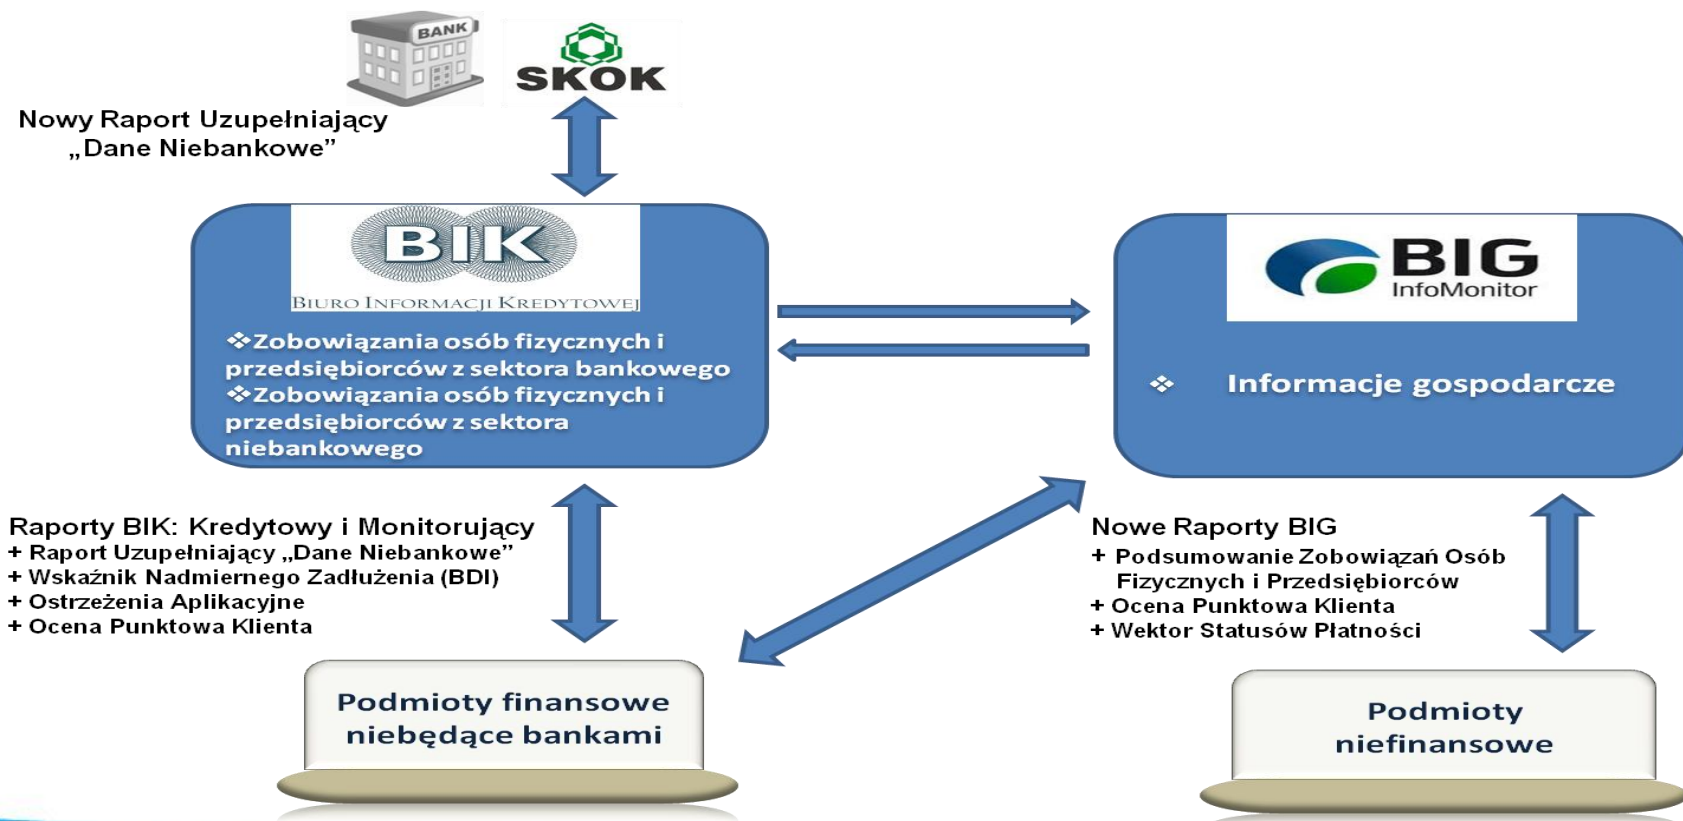 BANK
SKOK
Nowy Raport Uzupełniający
„Dane Niebankowe”
BIK
BIURO INFORMACJI KREDYTOWEJ
❖Zobowiązania osób fizycznych i
przedsiębiorców z sektora bankowego
❖Zobowiązania osób fizycznych i
przedsiębiorców z sektora
niebankowego
BIG
InfoMonitor
❖ Informacje gospodarcze
Raporty BIK: Kredytowy i Monitorujący
+ Raport Uzupełniający „Dane Niebankowe”
+ Wskaźnik Nadmiernego Zadłużenia (BDI)
+ Ostrzeżenia Aplikacyjne
+ Ocena Punktowa Klienta
Nowe Raporty BIG
+ Podsumowanie Zobowiązań Osób
Fizycznych i Przedsiębiorców
+ Ocena Punktowa Klienta
+ Wektor Statusów Płatności
Podmioty finansowe
niebędące bankami
Podmioty
niefinansowe